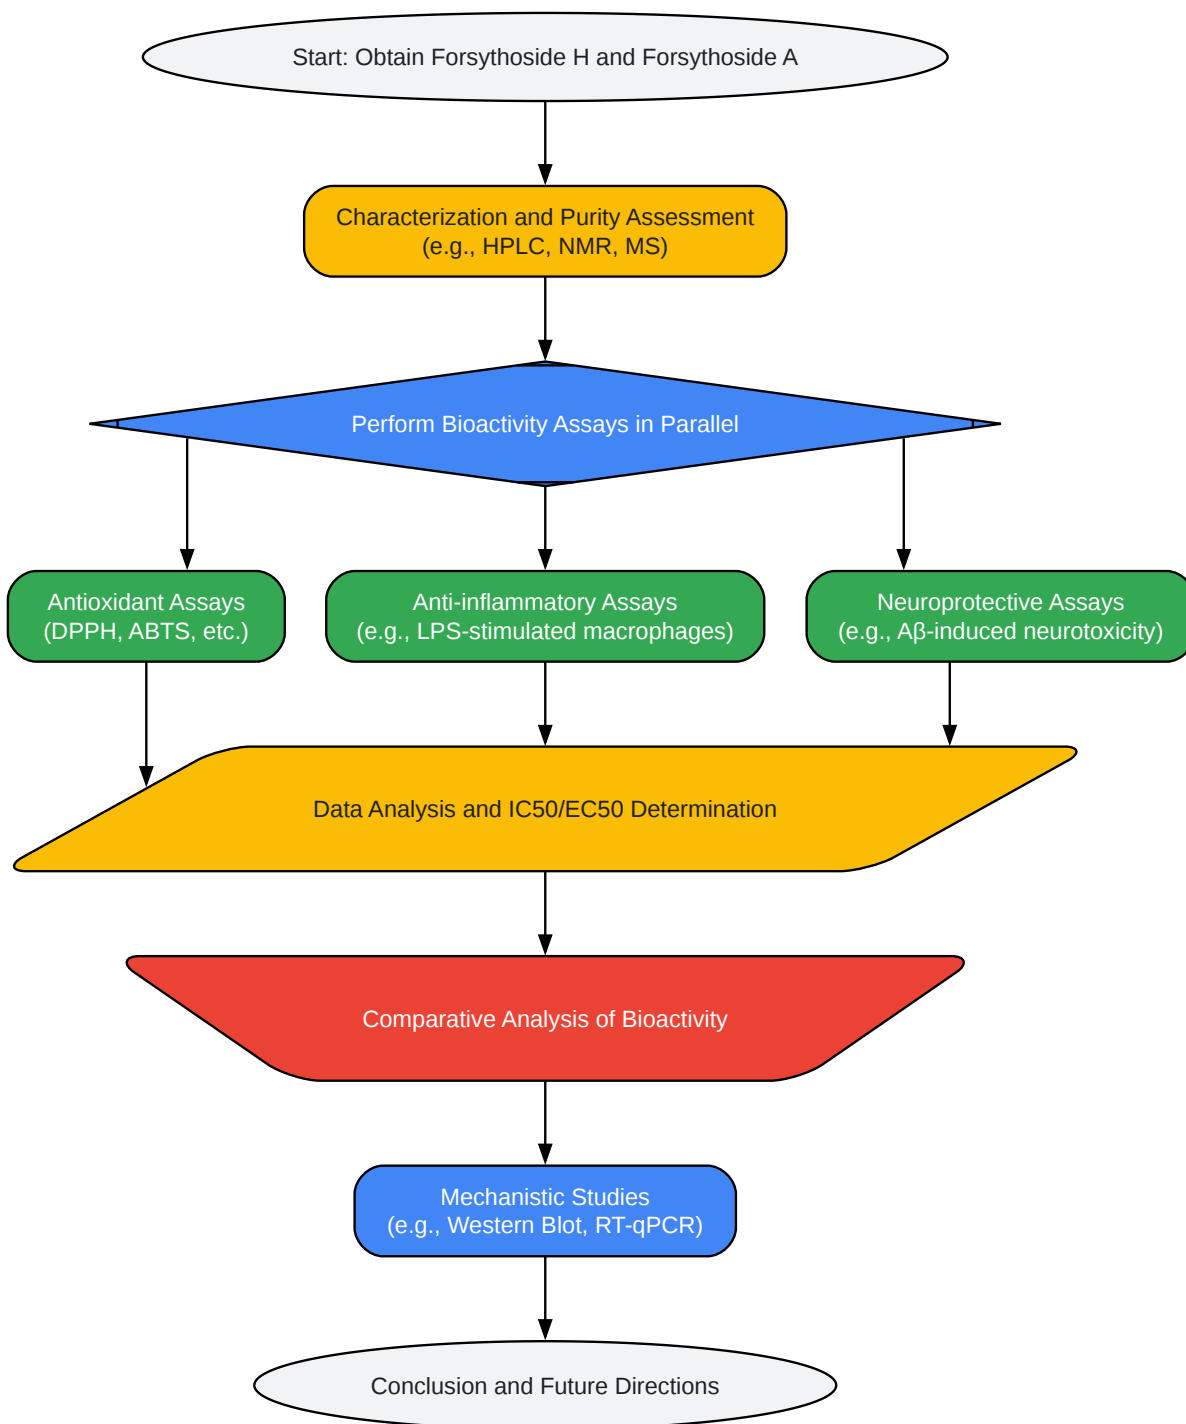 Start: Obtain Forsythoside H and Forsythoside A
Characterization and Purity Assessment
(e.g., HPLC, NMR, MS)
Perform Bioactivity Assays in Parallel
Antioxidant Assays
(DPPH, ABTS, etc.)
Anti-inflammatory Assays
(e.g., LPS-stimulated macrophages)
Neuroprotective Assays
(e.g., Aβ-induced neurotoxicity)
Data Analysis and IC50/EC50 Determination
Comparative Analysis of Bioactivity
Mechanistic Studies
(e.g., Western Blot, RT-qPCR)
Conclusion and Future Directions